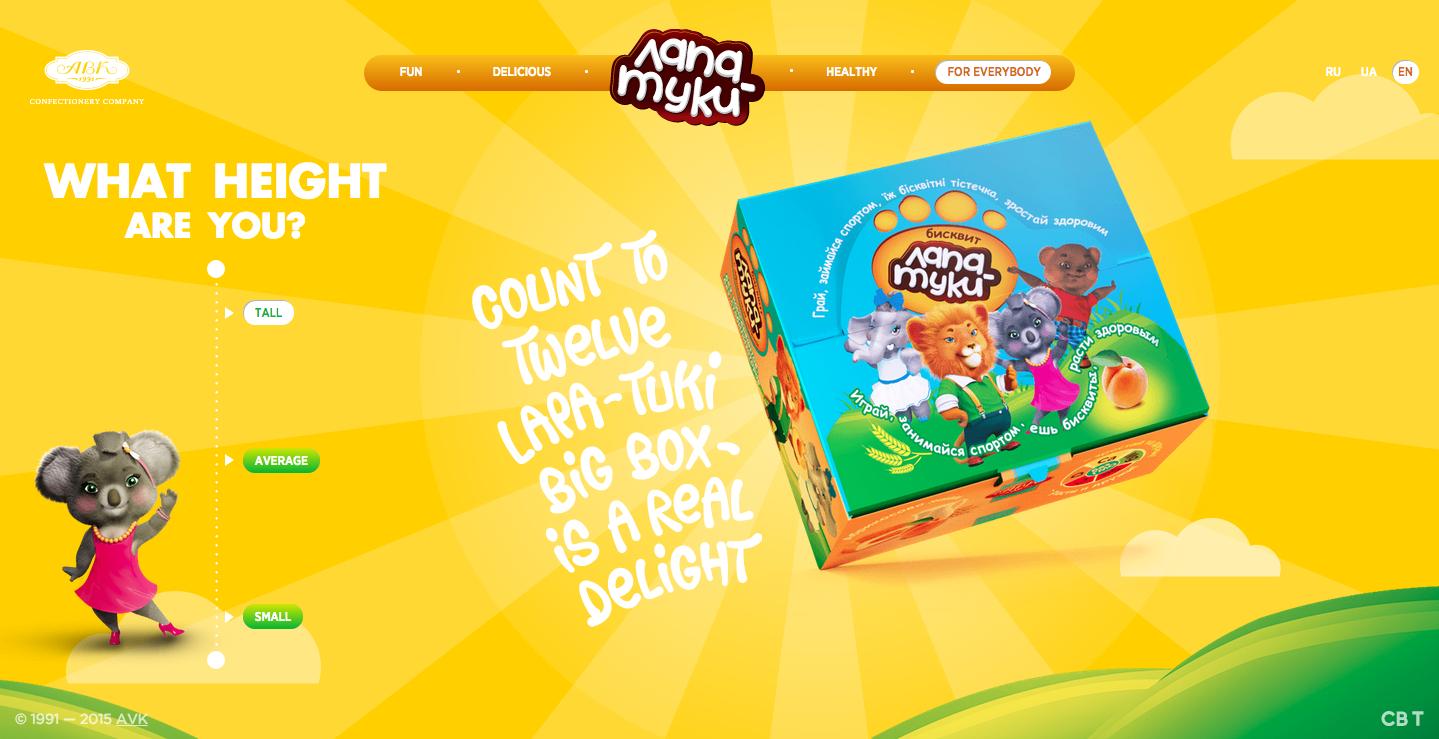 АВК
1991
CONFECTIONERY COMPANY
FUN
DELICIOUS
лапа
туки
HEALTHY
FOR EVERYBODY
RU
UA
EN
WHAT HEIGHT
ARE YOU?
TALL
AVERAGE
SMALL
COUNT TO
TWELVE
LAPA-TUKI
BIG BOX-
IS A REAL
DELIGHT
Грай, займайся спортом, їж бісквітні тістечка, зростай здоровим
бисквит
лапа
туки
Играй, занимайся спортом, ешь бисквиты, расти здоровым
лапа
туки
© 1991 — 2015 AVK
CBT